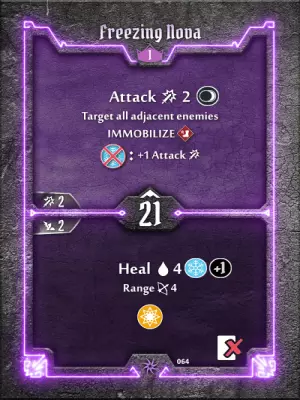 Freezing Nova
1
Attack 2
Target all adjacent enemies
IMMOBILIZE
: +1 Attack
2
21
2
Heal 4 +1
Range 4
064